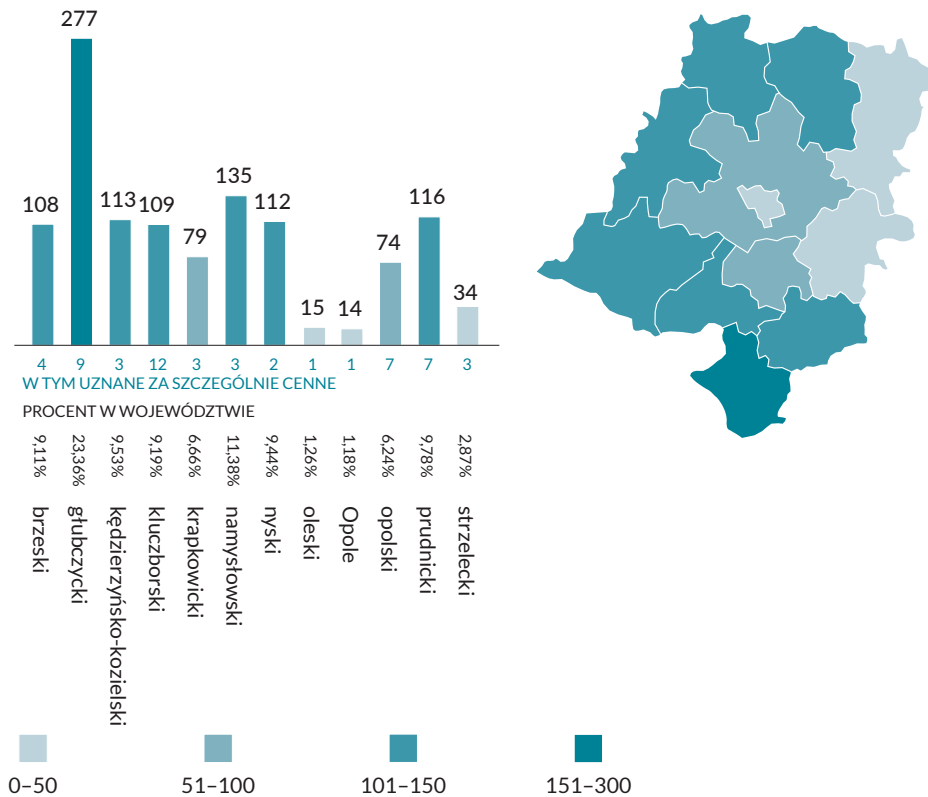 277
108
113
109
79
135
112
15
14
74
116
34
4 9 3 12 3 3 2 1 1 7 7 3
W TYM UZNANE ZA SZCZEGÓLNIE CENNE
PROCENT W WOJEWÓDZTWIE
9,11% 23,36% 9,53% 9,19% 6,66% 11,38% 9,44% 1,26% 1,18% 6,24% 9,78% 2,87%
brzeski
głubczycki
kędzierzyńsko-kozielski
kluczborski
krapkowicki
namysłowski
nyski
oleski
Opole
opolski
prudnicki
strzelecki
0–50 51–100 101–150 151–300